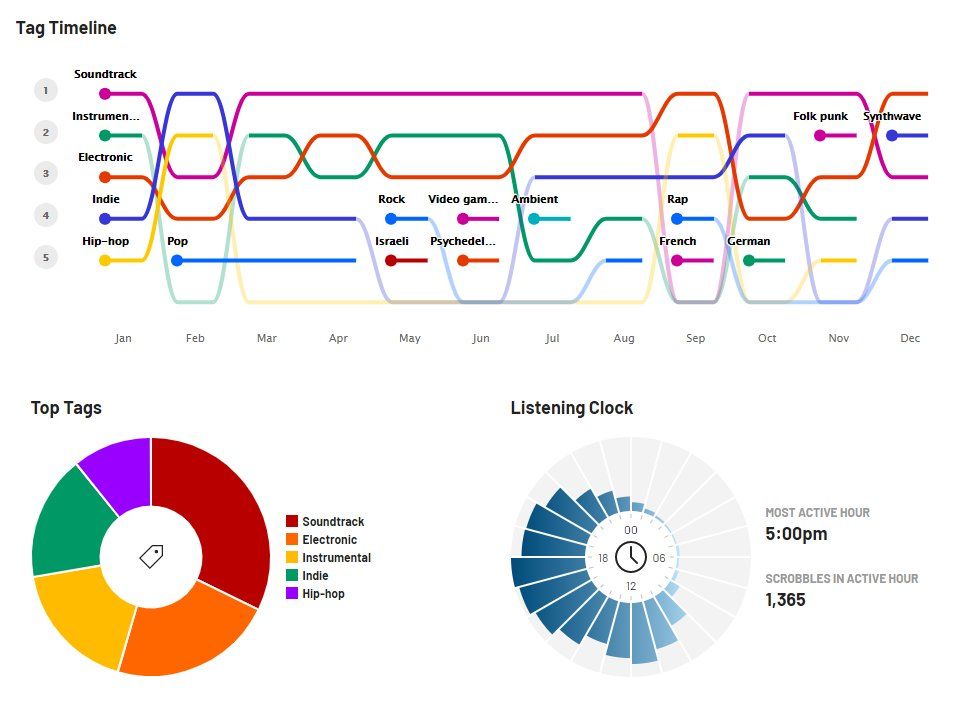 Tag Timeline
Soundtrack
1
Instrumen...
Folk punk
Synthwave
2
Electronic
3
Indie
Rock
Video gam...
Ambient
Rap
4
Hip-hop
Pop
Israeli
Psychedel...
French
German
5
Jan Feb Mar Apr May Jun Jul Aug Sep Oct Nov Dec
Top Tags
Soundtrack
Electronic
Instrumental
Indie
Hip-hop
Listening Clock
00
18
06
12
MOST ACTIVE HOUR
5:00pm
SCROBBLES IN ACTIVE HOUR
1,365